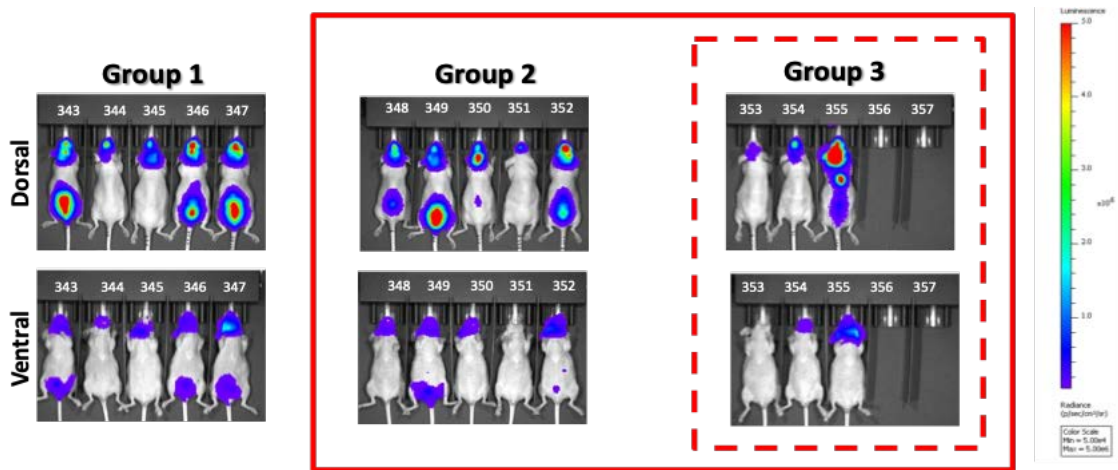 Group 1
Group 2
Group 3
Dorsal
343 344 345 346 347
348 349 350 351 352
353 354 355 356 357
Ventral
343 344 345 346 347
348 349 350 351 352
353 354 355 356 357
Luminescence
5.0
4.0
3.0
2.0
1.0
Radiance
(p/sec/cm²/sr)
Color Scale
Min = 5.00e4
Max = 5.00e6